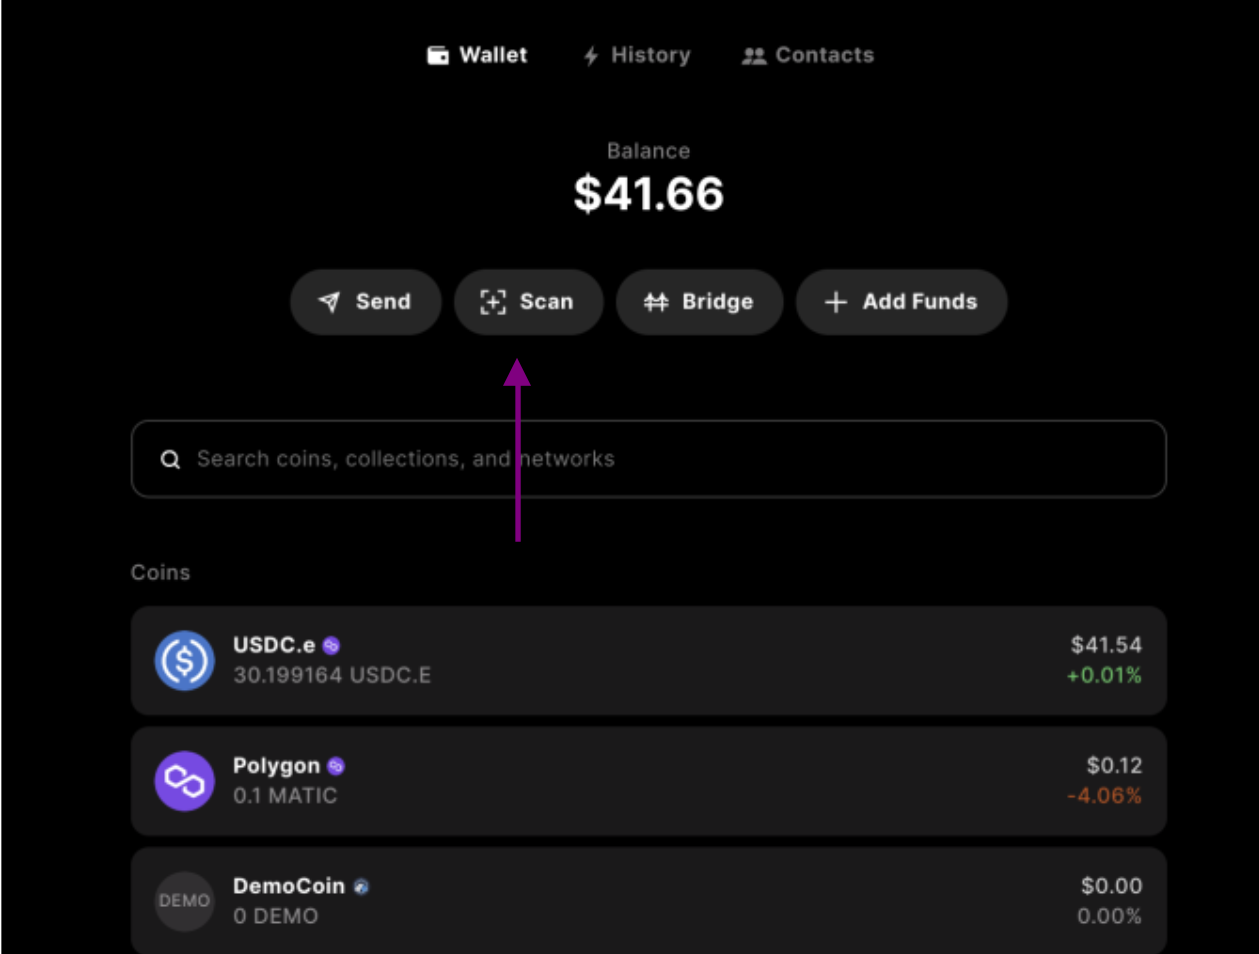 Wallet History Contacts
Balance
$41.66
Send Scan Bridge Add Funds
Search coins, collections, and networks
Coins
USDC.e $41.54
30.199164 USDC.E +0.01%
Polygon $0.12
0.1 MATIC -4.06%
DEMO DemoCoin $0.00
0 DEMO 0.00%